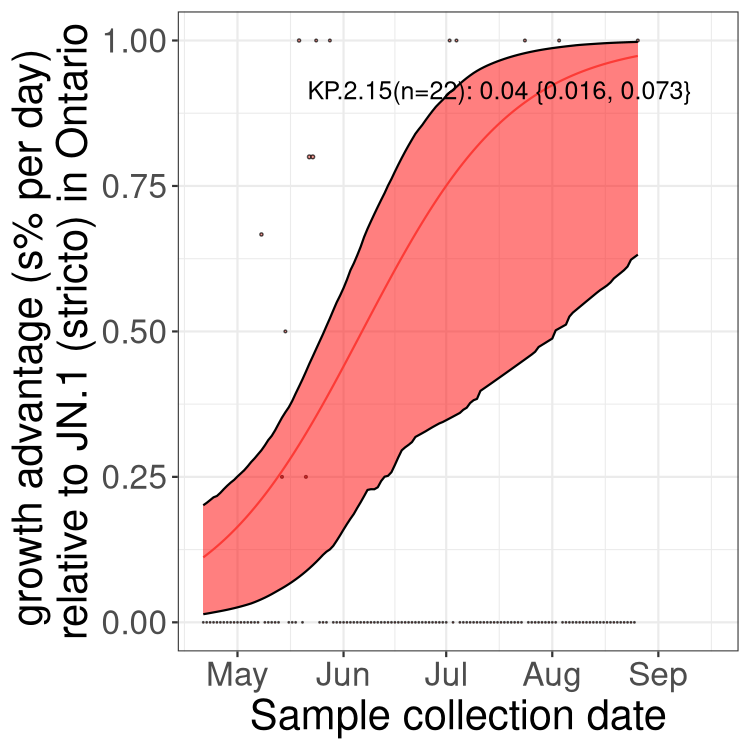 growth advantage (s% per day)
relative to JN.1 (stricto) in Ontario
1.00
0.75
0.50
0.25
0.00
KP.2.15(n=22): 0.04 {0.016, 0.073}
May Jun Jul Aug Sep
Sample collection date